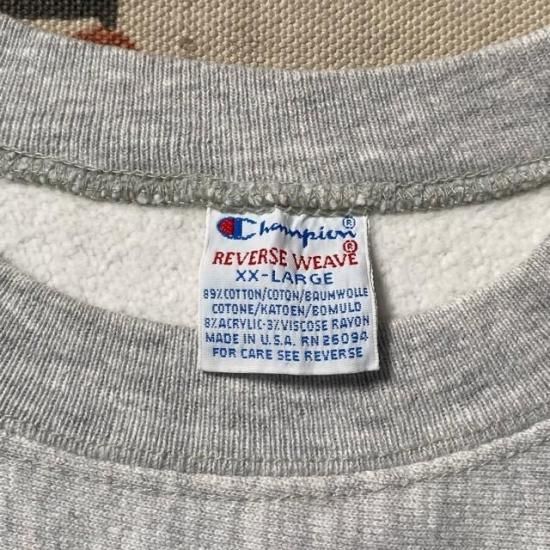 Champion®
REVERSE WEAVE®
XX-LARGE
89%COTTON/COTON/BAUMWOLLE
COTONE/KATOEN/BOMULD
8%ACRYLIC-3%VISCOSE RAYON
MADE IN U.S.A. RN 26094
FOR CARE SEE REVERSE